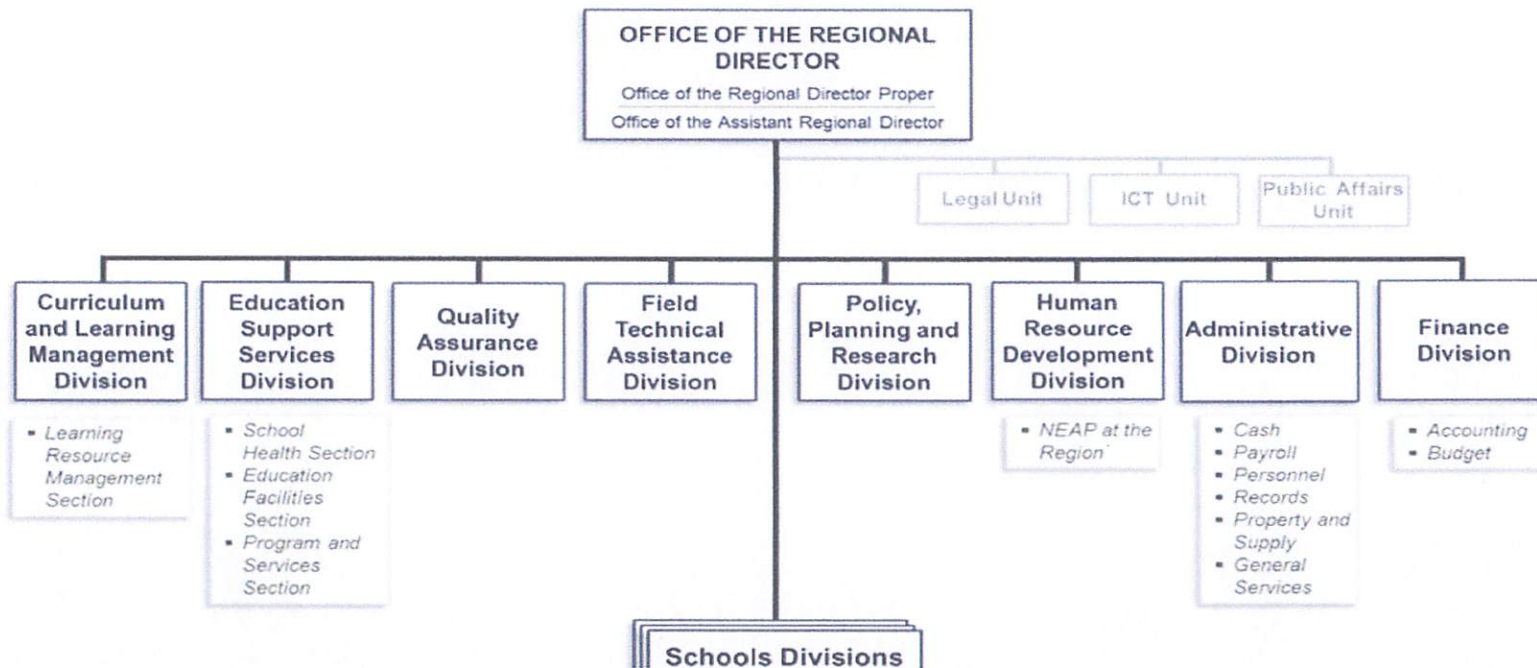 OFFICE OF THE REGIONAL
DIRECTOR
Office of the Regional Director Proper
Office of the Assistant Regional Director
Legal Unit
ICT Unit
Public Affairs
Unit
Curriculum
and Learning
Management
Division
Education
Support
Services
Division
Quality
Assurance
Division
Field
Technical
Assistance
Division
Policy,
Planning and
Research
Division
Human
Resource
Development
Division
Administrative
Division
Finance
Division
▪ Learning
Resource
Management
Section
▪ School
Health Section
▪ Education
Facilities
Section
▪ Program and
Services
Section
▪ NEAP at the
Region
▪ Cash
▪ Payroll
▪ Personnel
▪ Records
▪ Property and
Supply
▪ General
Services
▪ Accounting
▪ Budget
Schools Divisions